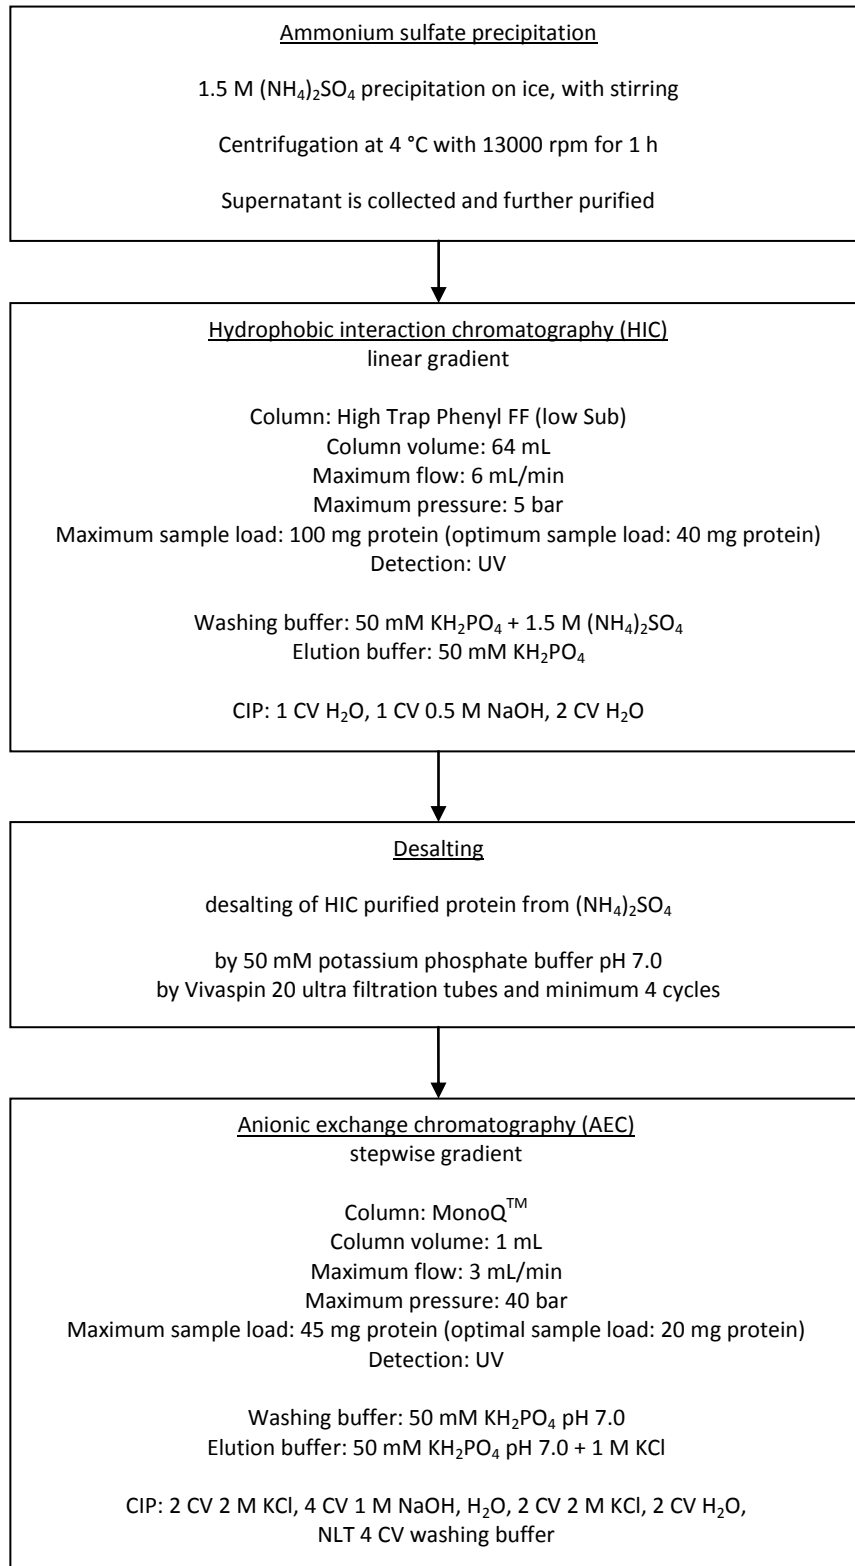 Ammonium sulfate precipitation
1.5 M (NH₄)₂SO₄ precipitation on ice, with stirring
Centrifugation at 4 °C with 13000 rpm for 1 h
Supernatant is collected and further purified
Hydrophobic interaction chromatography (HIC)
linear gradient
Column: High Trap Phenyl FF (low Sub)
Column volume: 64 mL
Maximum flow: 6 mL/min
Maximum pressure: 5 bar
Maximum sample load: 100 mg protein (optimum sample load: 40 mg protein)
Detection: UV
Washing buffer: 50 mM KH₂PO₄ + 1.5 M (NH₄)₂SO₄
Elution buffer: 50 mM KH₂PO₄
CIP: 1 CV H₂O, 1 CV 0.5 M NaOH, 2 CV H₂O
Desalting
desalting of HIC purified protein from (NH₄)₂SO₄
by 50 mM potassium phosphate buffer pH 7.0
by Vivaspin 20 ultra filtration tubes and minimum 4 cycles
Anionic exchange chromatography (AEC)
stepwise gradient
Column: MonoQ™
Column volume: 1 mL
Maximum flow: 3 mL/min
Maximum pressure: 40 bar
Maximum sample load: 45 mg protein (optimal sample load: 20 mg protein)
Detection: UV
Washing buffer: 50 mM KH₂PO₄ pH 7.0
Elution buffer: 50 mM KH₂PO₄ pH 7.0 + 1 M KCl
CIP: 2 CV 2 M KCl, 4 CV 1 M NaOH, H₂O, 2 CV 2 M KCl, 2 CV H₂O,
NLT 4 CV washing buffer